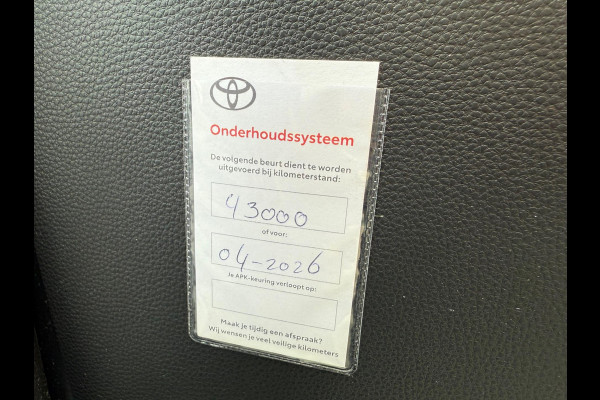 Onderhoudssysteem
De volgende beurt dient te worden
uitgevoerd bij kilometerstand:
43000
of voor:
04-2026
Je APK-keuring verloopt op:
Maak je tijdig een afspraak?
Wij wensen je veel veilige kilometers